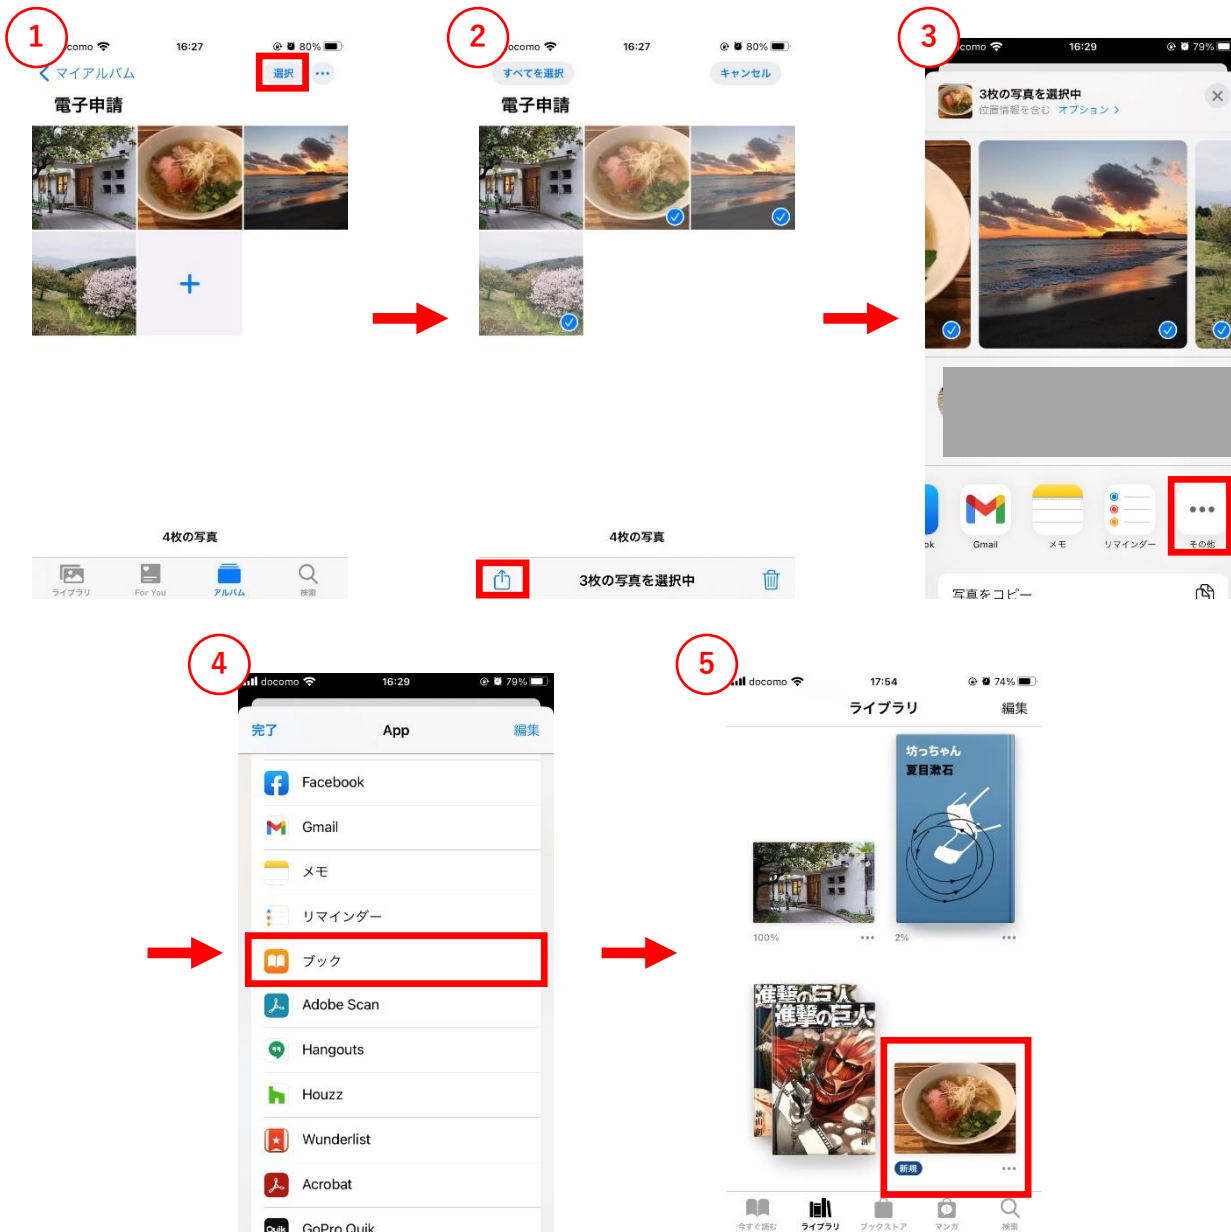 1
como
16:27
80%
マイアルバム
選択
電子申請
4枚の写真
ライブラリ
For You
アルバム
検索
2
ocomo
16:27
80%
すべてを選択
キャンセル
電子申請
4枚の写真
3枚の写真を選択中
3
como
16:29
79%
3枚の写真を選択中
位置情報を含む オプション
ok
Gmail
メモ
リマインダー
その他
写真をコピー
4
docomo
16:29
79%
完了
App
編集
Facebook
Gmail
メモ
リマインダー
ブック
Adobe Scan
Hangouts
Houzz
Wunderlist
Acrobat
Quik
GoPro Quik
5
docomo
17:54
74%
ライブラリ
編集
坊っちゃん
夏目漱石
100%
2%
進撃の巨人
進撃の巨人
諫山創
新規
今すぐ読む
ライブラリ
ブックストア
マンガ
検索